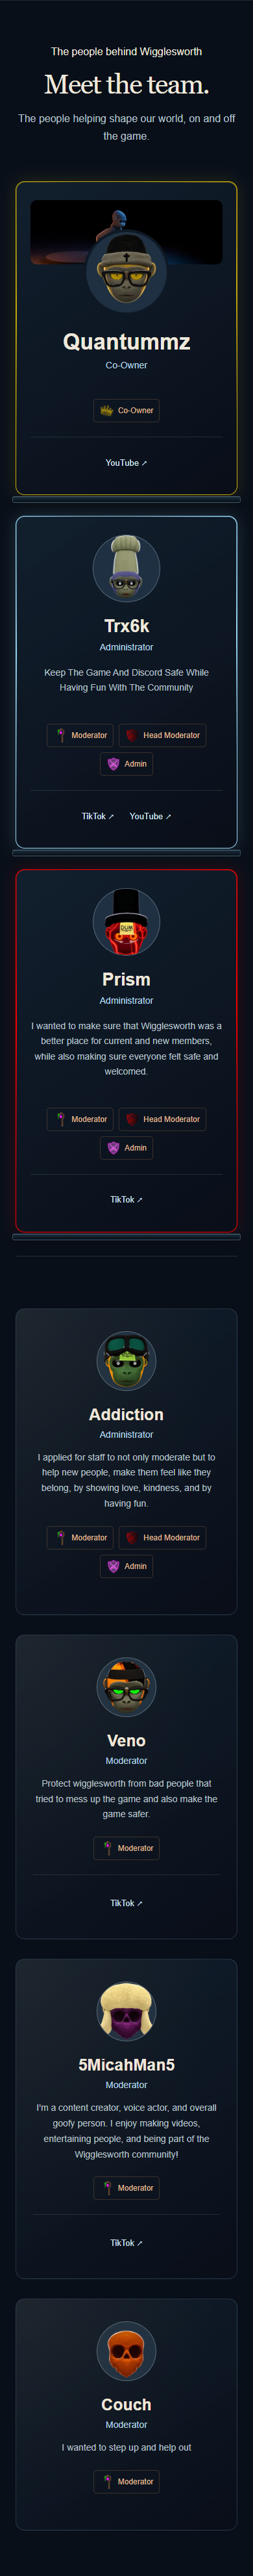 The people behind Wigglesworth
Meet the team.
The people helping shape our world, on and off
the game.
Quantummz
Co-Owner
Co-Owner
YouTube ↗
Trx6k
Administrator
Keep The Game And Discord Safe While
Having Fun With The Community
Moderator Head Moderator
Admin
TikTok ↗ YouTube ↗
Prism
Administrator
I wanted to make sure that Wigglesworth was a
better place for current and new members,
while also making sure everyone felt safe and
welcomed.
Moderator Head Moderator
Admin
TikTok ↗
Addiction
Administrator
I applied for staff to not only moderate but to
help new people, make them feel like they
belong, by showing love, kindness, and by
having fun.
Moderator Head Moderator
Admin
Veno
Moderator
Protect wigglesworth from bad people that
tried to mess up the game and also make the
game safer.
Moderator
TikTok ↗
5MicahMan5
Moderator
I'm a content creator, voice actor, and overall
goofy person. I enjoy making videos,
entertaining people, and being part of the
Wigglesworth community!
Moderator
TikTok ↗
Couch
Moderator
I wanted to step up and help out
Moderator